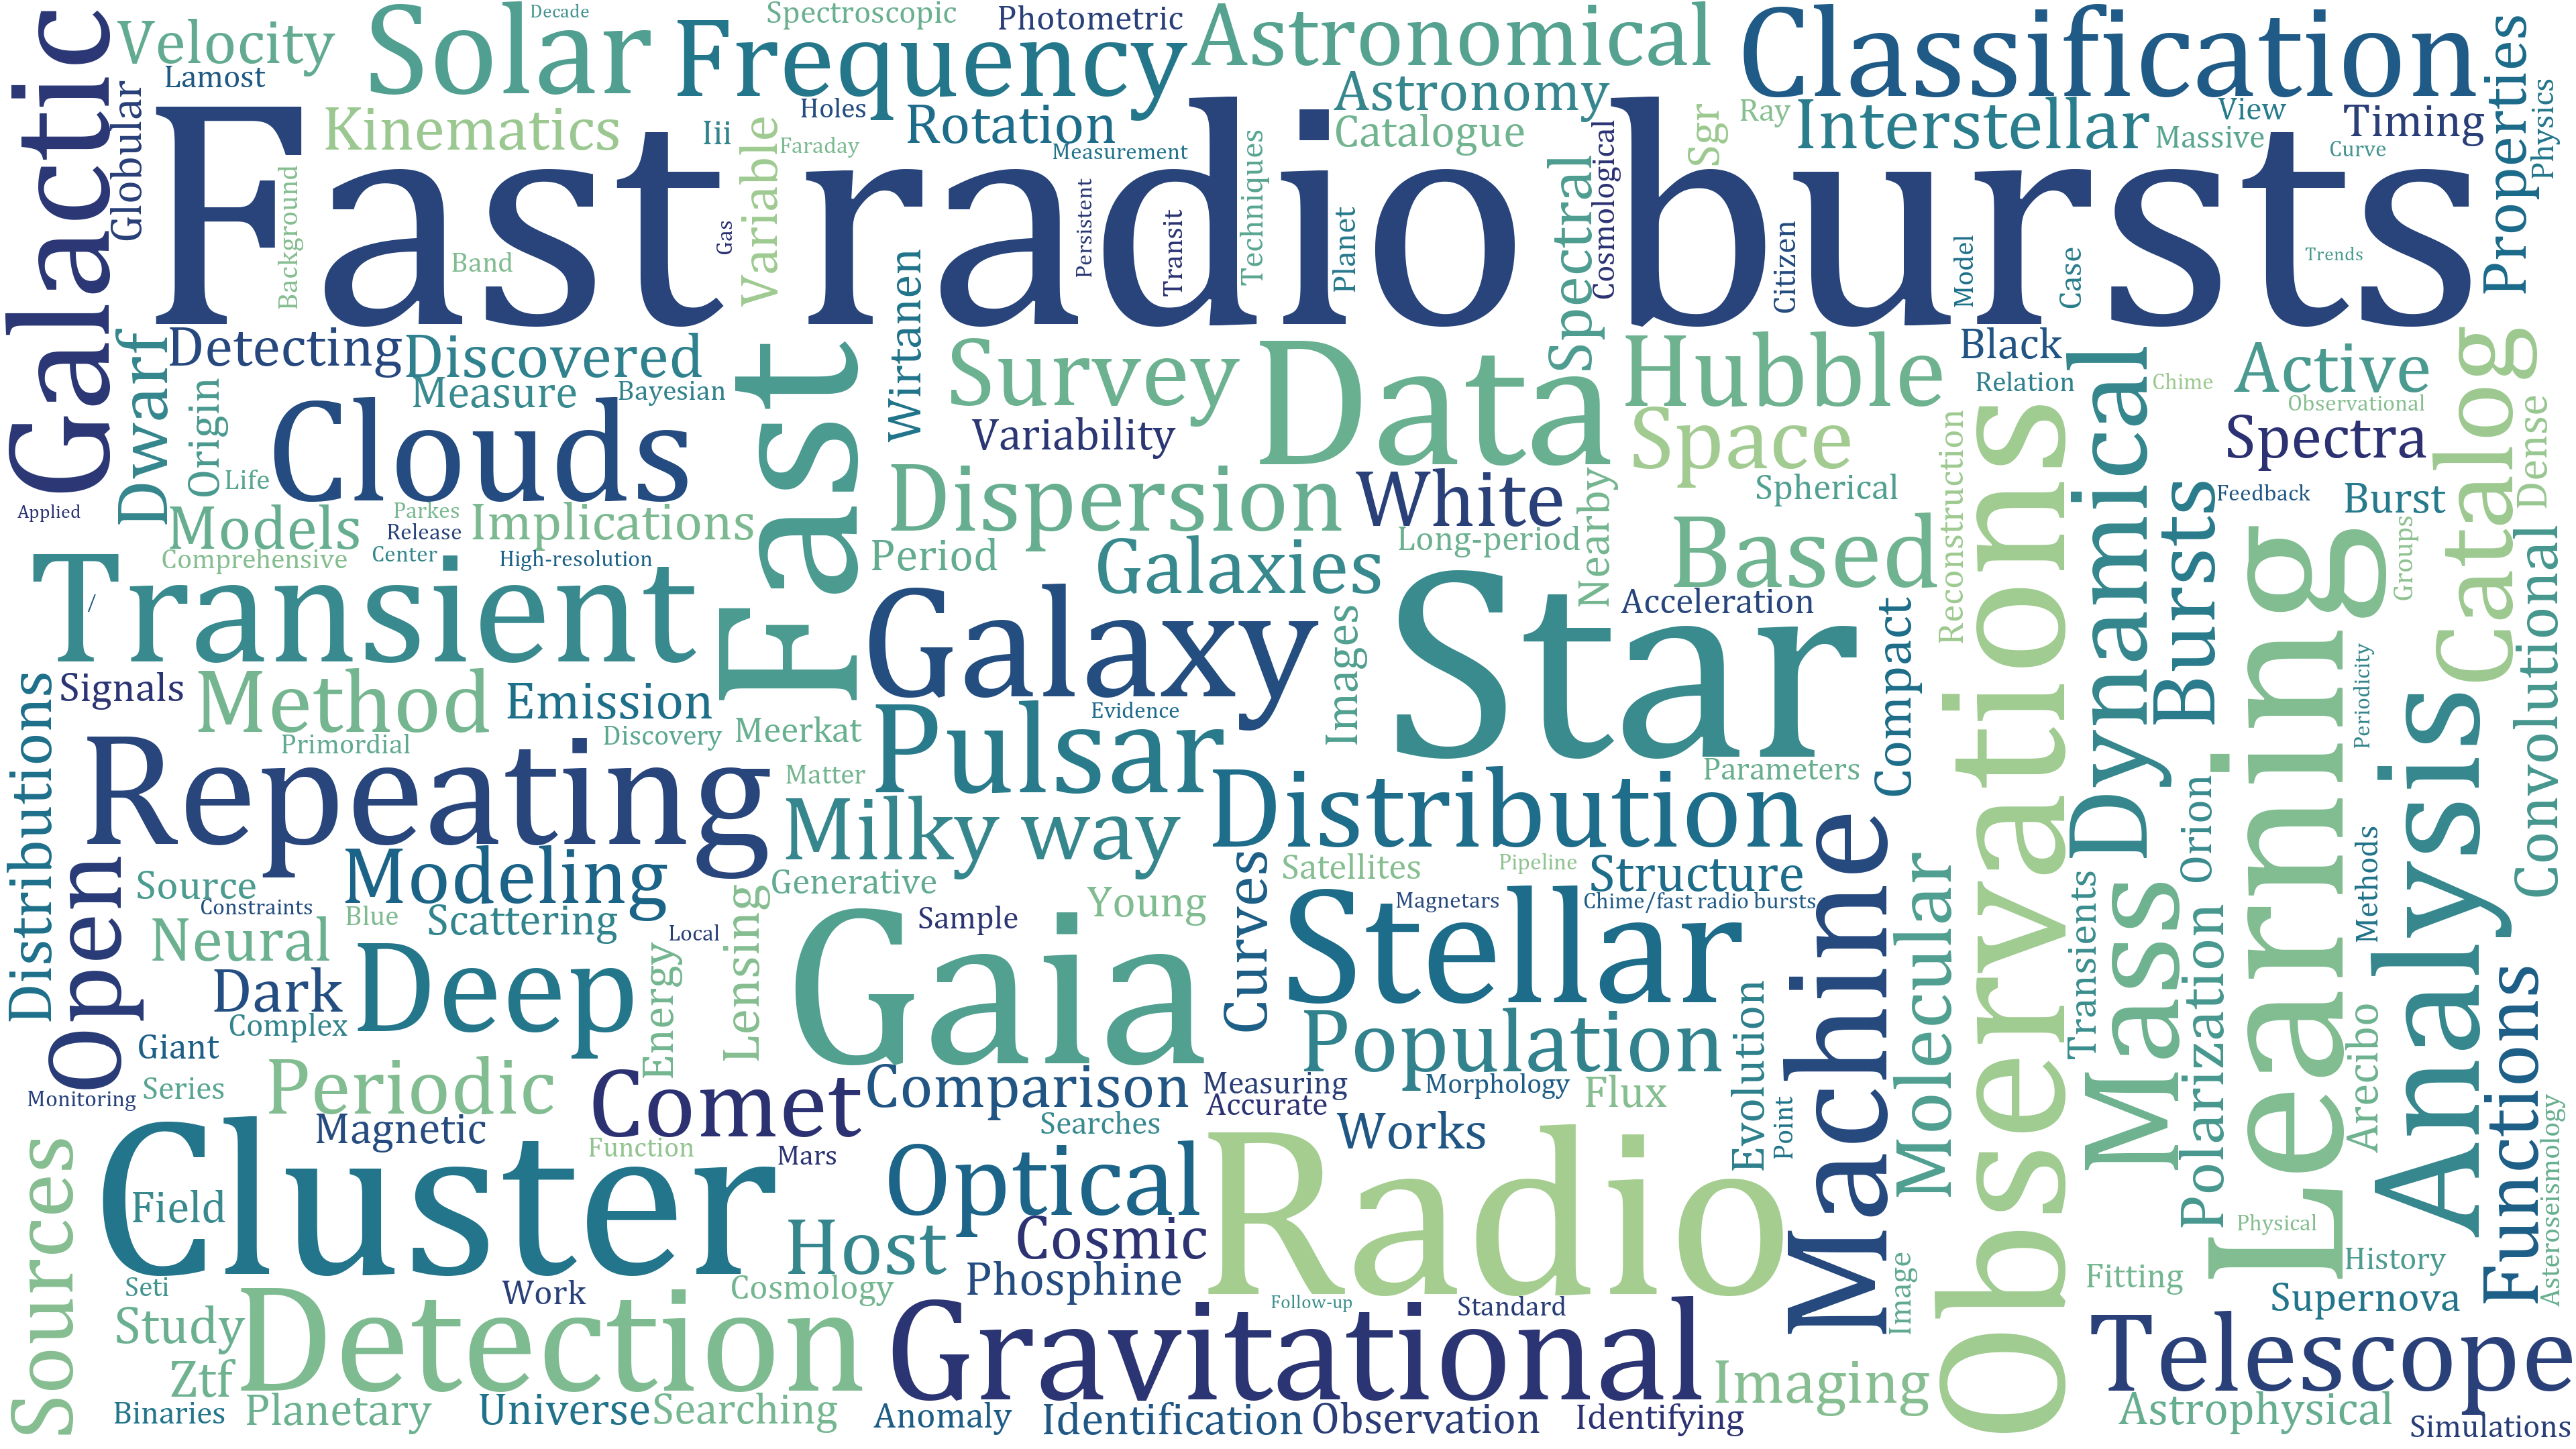 Galactic
Velocity
Solar
Decade
Spectroscopic
Photometric
Astronomical
Classification
Properties
Lamost
Frequency
Astronomy
Globular
Kinematics
Iii
Variable
Holes
Rotation
Faraday
Measurement
Catalogue
Sgr
Ray
Interstellar
View
Massive
Timing
Curve
Physics
Fast radio bursts
Background
Band
Gas
Persistent
Transit
Techniques
Planet
Spectral
Cosmological
Citizen
Model
Case
Trends
Dwarf
Detecting
Discovered
Measure
Bayesian
Fast
Wirtanen
Survey
Data
Hubble
Black
Relation
Dynamical
Chime
Active
Observational
Catalog
Origin
Life
Clouds
Variability
Space
Reconstruction
Observations
Spectra
Dense
Applied
Models
Parkes
Release
Implications
Dispersion
White
Nearby
Spherical
Bursts
Feedback
Burst
Comprehensive
Center
High-resolution
Period
Galaxies
Long-period
Based
Learning
Groups
Convolutional
Transient
/
Galaxy
Images
Star
Acceleration
Compact
Distributions
Signals
Method
Emission
Evidence
Periodicity
Analysis
Primordial
Discovery
Meerkat
Pulsar
Parameters
Repeating
Matter
Milky way
Distribution
Machine
Orion
Open
Source
Modeling
Generative
Curves
Satellites
Pipeline
Structure
Molecular
Transients
Mass
Methods
Constraints
Blue
Scattering
Local
Lensing
Sample
Young
Magnetars
Chime/fast radio bursts
Polarization
Neural
Deep
Energy
Gaia
Stellar
Dark
Complex
Population
Evolution
Arecibo
Functions
Giant
Series
Monitoring
Periodic
Comet
Comparison
Measuring
Accurate
Morphology
Flux
Point
Asteroseismology
Magnetic
Searches
Works
Sources
Cluster
Function
Mars
Optical
Radio
Field
Host
Cosmic
Physical
Seti
Work
Cosmology
Phosphine
Image
Fitting
History
Study
Detection
Gravitational
Follow-up
Standard
Supernova
Ztf
Telescope
Imaging
Binaries
Planetary
Universe
Searching
Anomaly
Identification
Observation
Identifying
Astrophysical
Simulations